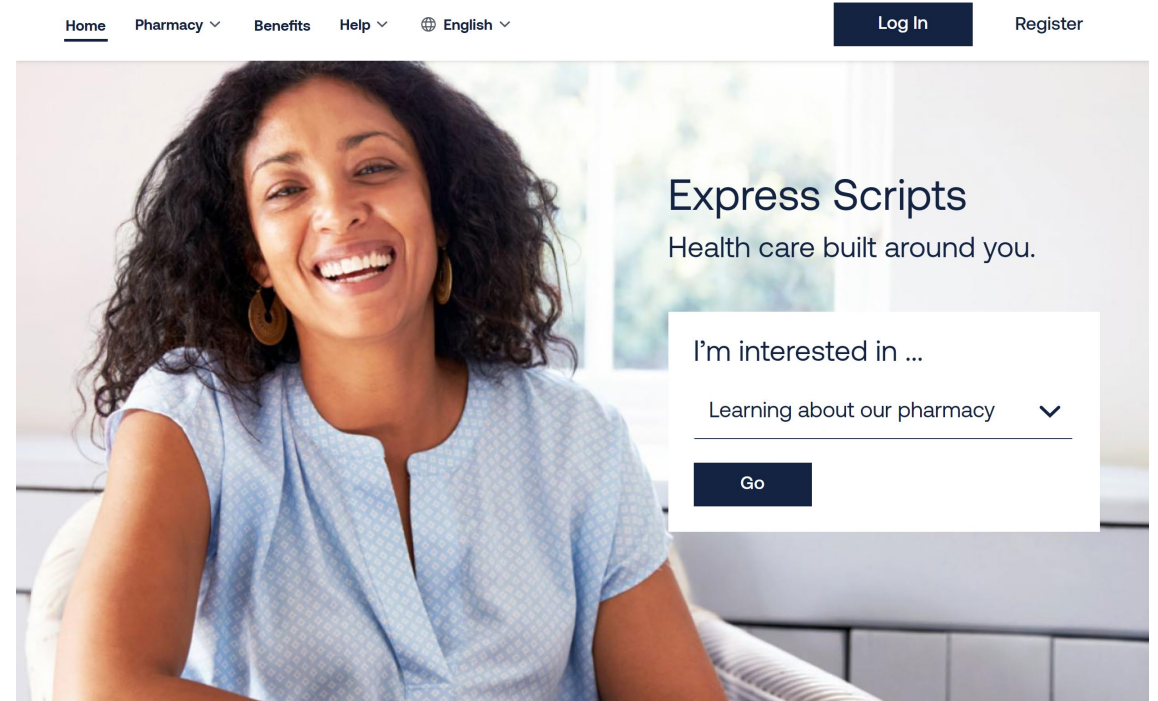 Home Pharmacy Benefits Help English Log In Register
Express Scripts
Health care built around you.
I'm interested in ...
Learning about our pharmacy
Go